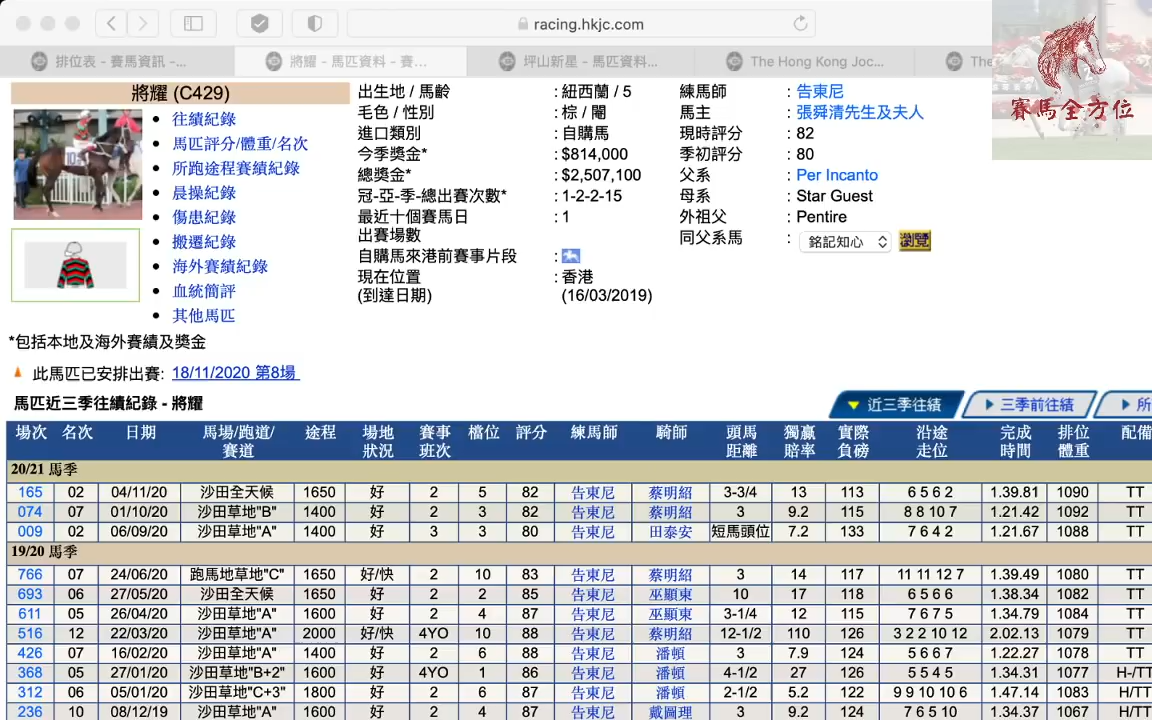 racing.hkjc.com
排位表 - 賽馬資訊 -...
將耀 - 馬匹資料 - 賽...
坪山新星 - 馬匹資料...
The Hong Kong Joc...
The
賽馬全方位
將耀 (C429)
往績紀錄
馬匹評分/體重/名次
所跑途程賽績紀錄
晨操紀錄
傷患紀錄
搬遷紀錄
海外賽績紀錄
血統簡評
其他馬匹
出生地 / 馬齡 : 紐西蘭 / 5
毛色 / 性別 : 棕 / 閹
進口類別 : 自購馬
今季獎金* : $814,000
總獎金* : $2,507,100
冠-亞-季-總出賽次數* : 1-2-2-15
最近十個賽馬日 : 1
出賽場數
自購馬來港前賽事片段 :
現在位置 : 香港
(到達日期) (16/03/2019)
練馬師 : 告東尼
馬主 : 張舜清先生及夫人
現時評分 : 82
季初評分 : 80
父系 : Per Incanto
母系 : Star Guest
外祖父 : Pentire
同父系馬 : 銘記知心 瀏覽
*包括本地及海外賽績及獎金
此馬匹已安排出賽: 18/11/2020 第8場
馬匹近三季往績紀錄 - 將耀
近三季往績 三季前往績 所
場次 名次 日期 馬場/跑道/賽道 途程 場地狀況 賽事班次 檔位 評分 練馬師 騎師 頭馬距離 獨贏賠率 實際負磅 沿途走位 完成時間 排位體重 配備
20/21 馬季
165 02 04/11/20 沙田全天候 1650 好 2 5 82 告東尼 蔡明紹 3-3/4 13 113 6 5 6 2 1.39.81 1090 TT
074 07 01/10/20 沙田草地"B" 1400 好 2 3 82 告東尼 蔡明紹 3 9.2 115 8 8 10 7 1.21.42 1092 TT
009 02 06/09/20 沙田草地"A" 1400 好 3 3 80 告東尼 田泰安 短馬頭位 7.2 133 7 6 4 2 1.21.67 1088 TT
19/20 馬季
766 07 24/06/20 跑馬地草地"C" 1650 好/快 2 10 83 告東尼 蔡明紹 3 14 117 11 11 12 7 1.39.49 1080 TT
693 06 27/05/20 沙田全天候 1650 好 2 2 85 告東尼 巫顯東 10 17 118 6 5 6 6 1.38.34 1082 TT
611 05 26/04/20 沙田草地"A" 1600 好 2 4 87 告東尼 巫顯東 3-1/4 12 115 7 6 7 5 1.34.79 1084 TT
516 12 22/03/20 沙田草地"A" 2000 好/快 4YO 10 88 告東尼 蔡明紹 12-1/2 110 126 3 2 2 10 12 2.02.13 1079 TT
426 07 16/02/20 沙田草地"A" 1400 好 2 6 88 告東尼 潘頓 3 7.9 124 5 6 6 7 1.22.27 1078 TT
368 05 27/01/20 沙田草地"B+2" 1600 好 4YO 1 86 告東尼 潘頓 4-1/2 27 126 5 5 4 5 1.34.31 1077 H-/TT
312 06 05/01/20 沙田草地"C+3" 1800 好 2 6 87 告東尼 潘頓 2-1/2 5.2 122 9 9 10 10 6 1.47.14 1083 H/TT
236 10 08/12/19 沙田草地"A" 1600 好 2 4 87 告東尼 戴圖理 3 9.2 124 7 6 5 10 1.34.37 1067 H/TT